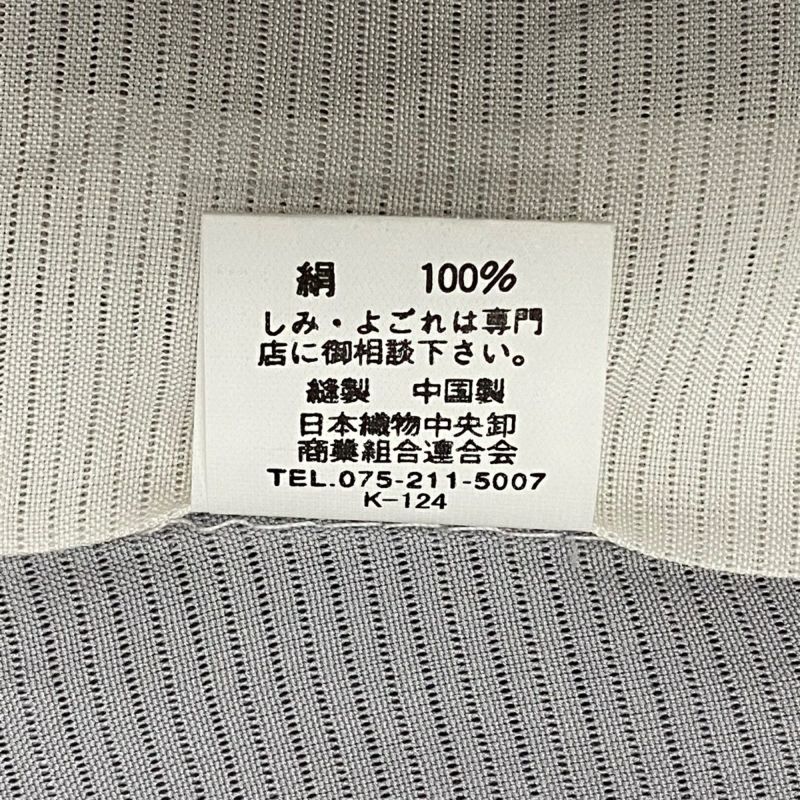 絹 100%
しみ・よごれは専門
店に御相談下さい。
縫製 中国製
日本織物中央卸
商業組合連合会
TEL.075-211-5007
K-124